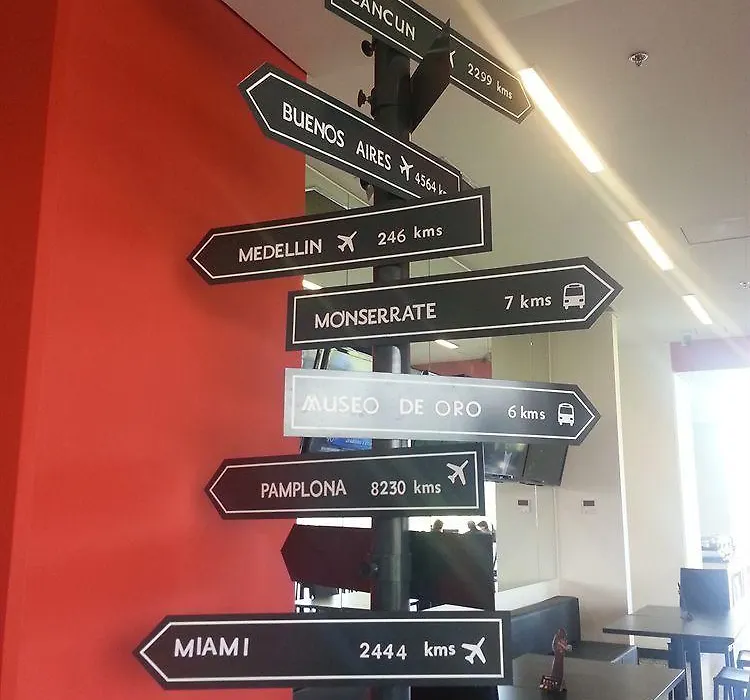 CANCUN 2299 kms
BUENOS AIRES 4564 k
MEDELLIN 246 kms
MONSERRATE 7 kms
MUSEO DE ORO 6 kms
PAMPLONA 8230 kms
MIAMI 2444 kms